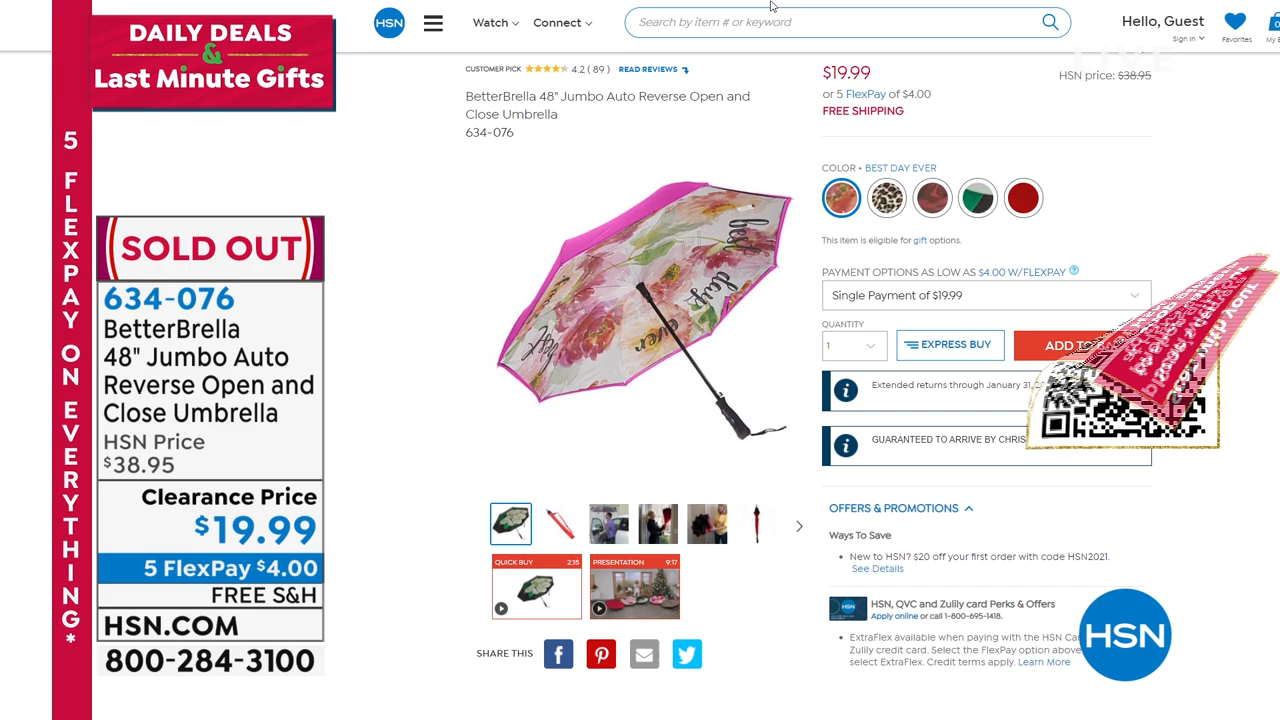 DAILY DEALS
&
Last Minute Gifts
5 FLEXPAY ON EVERYTHING*
SOLD OUT
634-076
BetterBrella
48" Jumbo Auto
Reverse Open and
Close Umbrella
HSN Price
$38.95
Clearance Price
$19.99
5 FlexPay $4.00
FREE S&H
HSN.COM
800-284-3100
HSN
Watch
Connect
Search by item # or keyword
Hello, Guest
Sign In
Favorites
0
LIVE
CUSTOMER PICK
4.2 ( 89 )
READ REVIEWS
BetterBrella 48" Jumbo Auto Reverse Open and
Close Umbrella
634-076
best
day
ever
$19.99
HSN price: $38.95
or 5 FlexPay of $4.00
FREE SHIPPING
COLOR • BEST DAY EVER
This item is eligible for gift options.
PAYMENT OPTIONS AS LOW AS $4.00 W/FLEXPAY ?
Single Payment of $19.99
QUANTITY
1
EXPRESS BUY
ADD
Extended returns through January 31,
GUARANTEED TO ARRIVE BY
QUICK BUY 2:15
PRESENTATION 9:17
SHARE THIS
OFFERS & PROMOTIONS
Ways To Save
• New to HSN? $20 off your first order with code HSN2021.
See Details
HSN
HSN, QVC and Zulily card Perks & Offers
Apply online or call 1-800-695-1418.
• ExtraFlex available when paying with the HSN
Zulily credit card. Select the FlexPay option
select ExtraFlex. Credit terms apply. Learn More
HSN